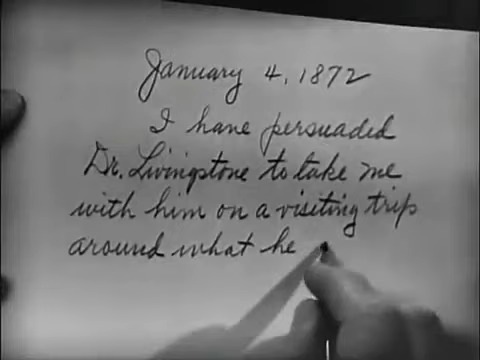 January 4, 1872
I have persuaded
Dr. Livingstone to take me
with him on a visiting trip
around what he